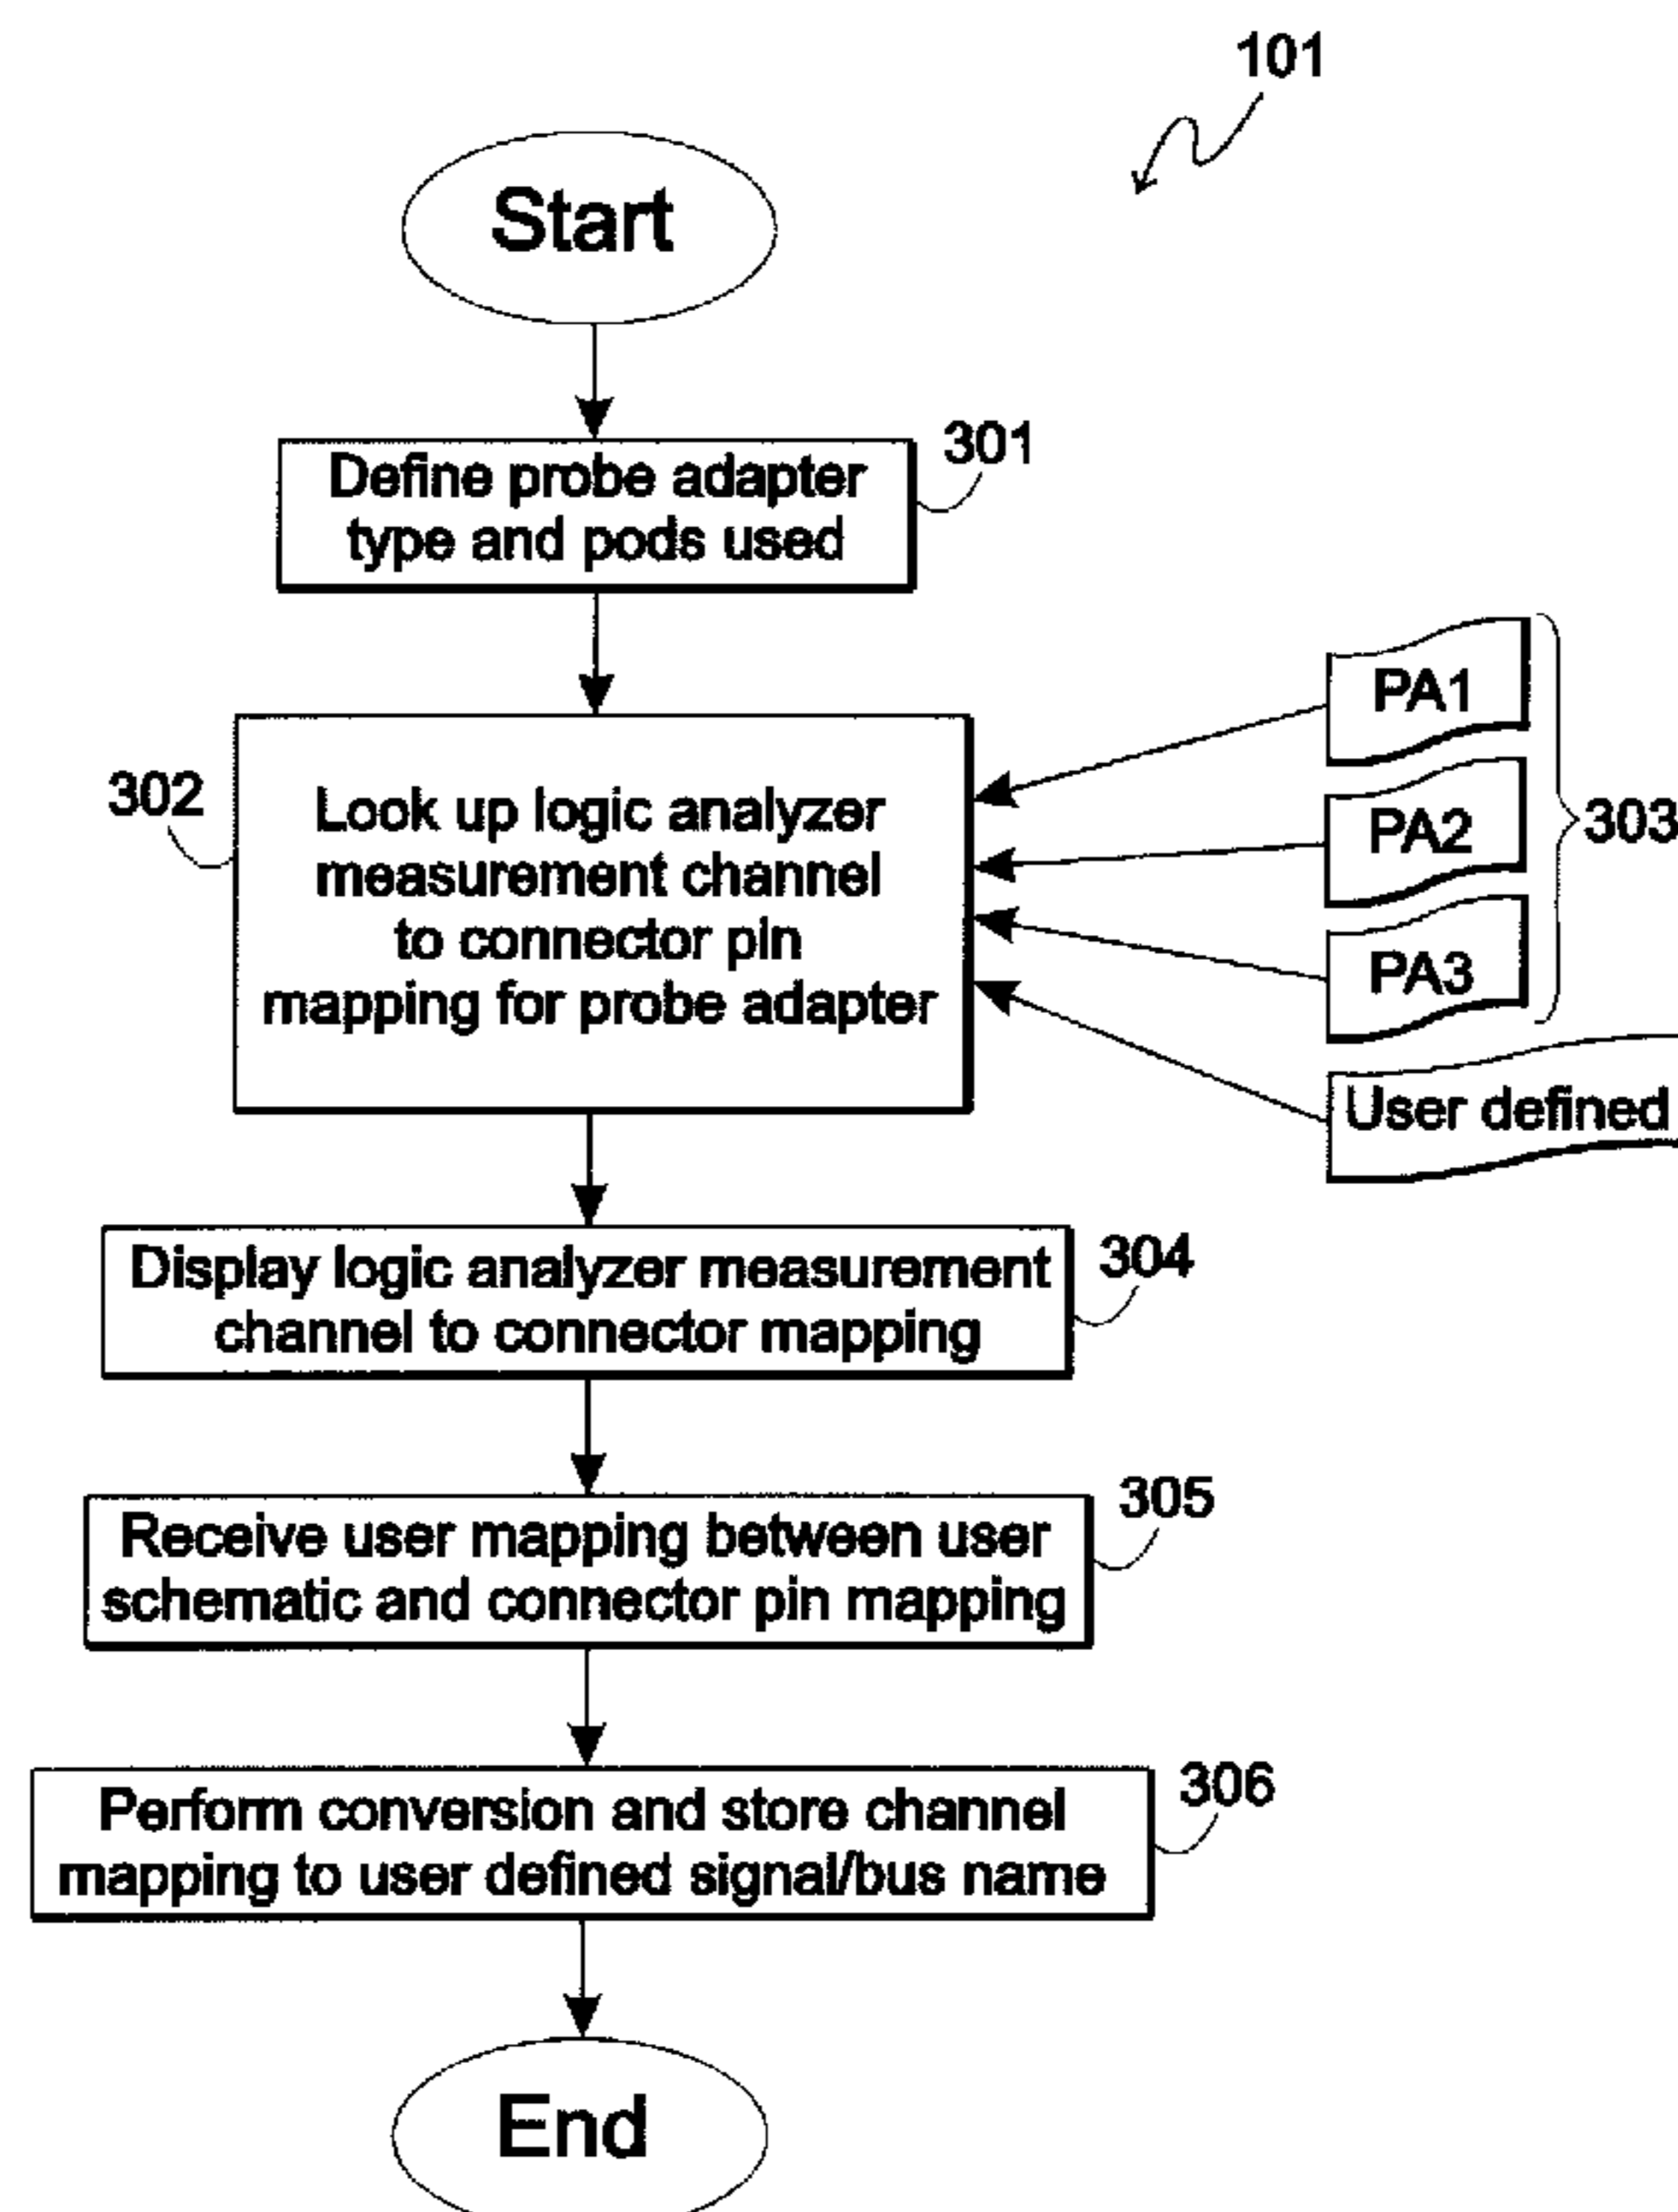 101
Start
301
Define probe adapter
type and pods used
302
Look up logic analyzer
measurement channel
to connector pin
mapping for probe adapter
PA1
PA2
PA3
303
User defined
304
Display logic analyzer measurement
channel to connector mapping
305
Receive user mapping between user
schematic and connector pin mapping
306
Perform conversion and store channel
mapping to user defined signal/bus name
End